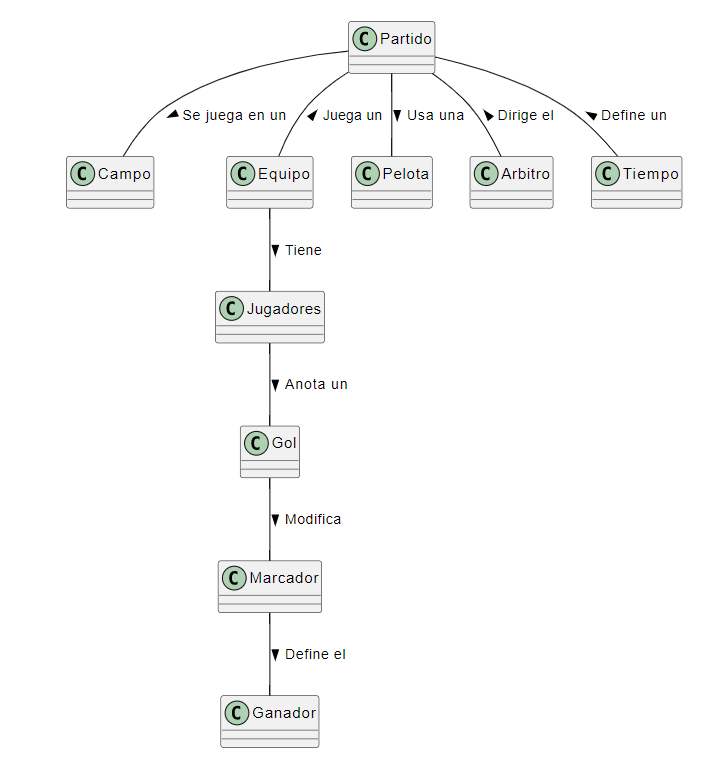 C Partido
Se juega en un
Juega un
Usa una
Dirige el
Define un
C Campo
C Equipo
C Pelota
C Arbitro
C Tiempo
Tiene
C Jugadores
Anota un
C Gol
Modifica
C Marcador
Define el
C Ganador